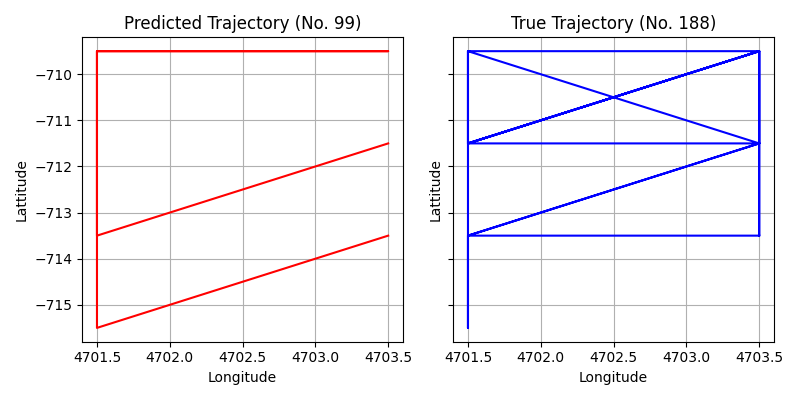 Predicted Trajectory (No. 99)
True Trajectory (No. 188)
Lattitude
−710
−711
−712
−713
−714
−715
4701.5 4702.0 4702.5 4703.0 4703.5
Longitude
Lattitude
4701.5 4702.0 4702.5 4703.0 4703.5
Longitude